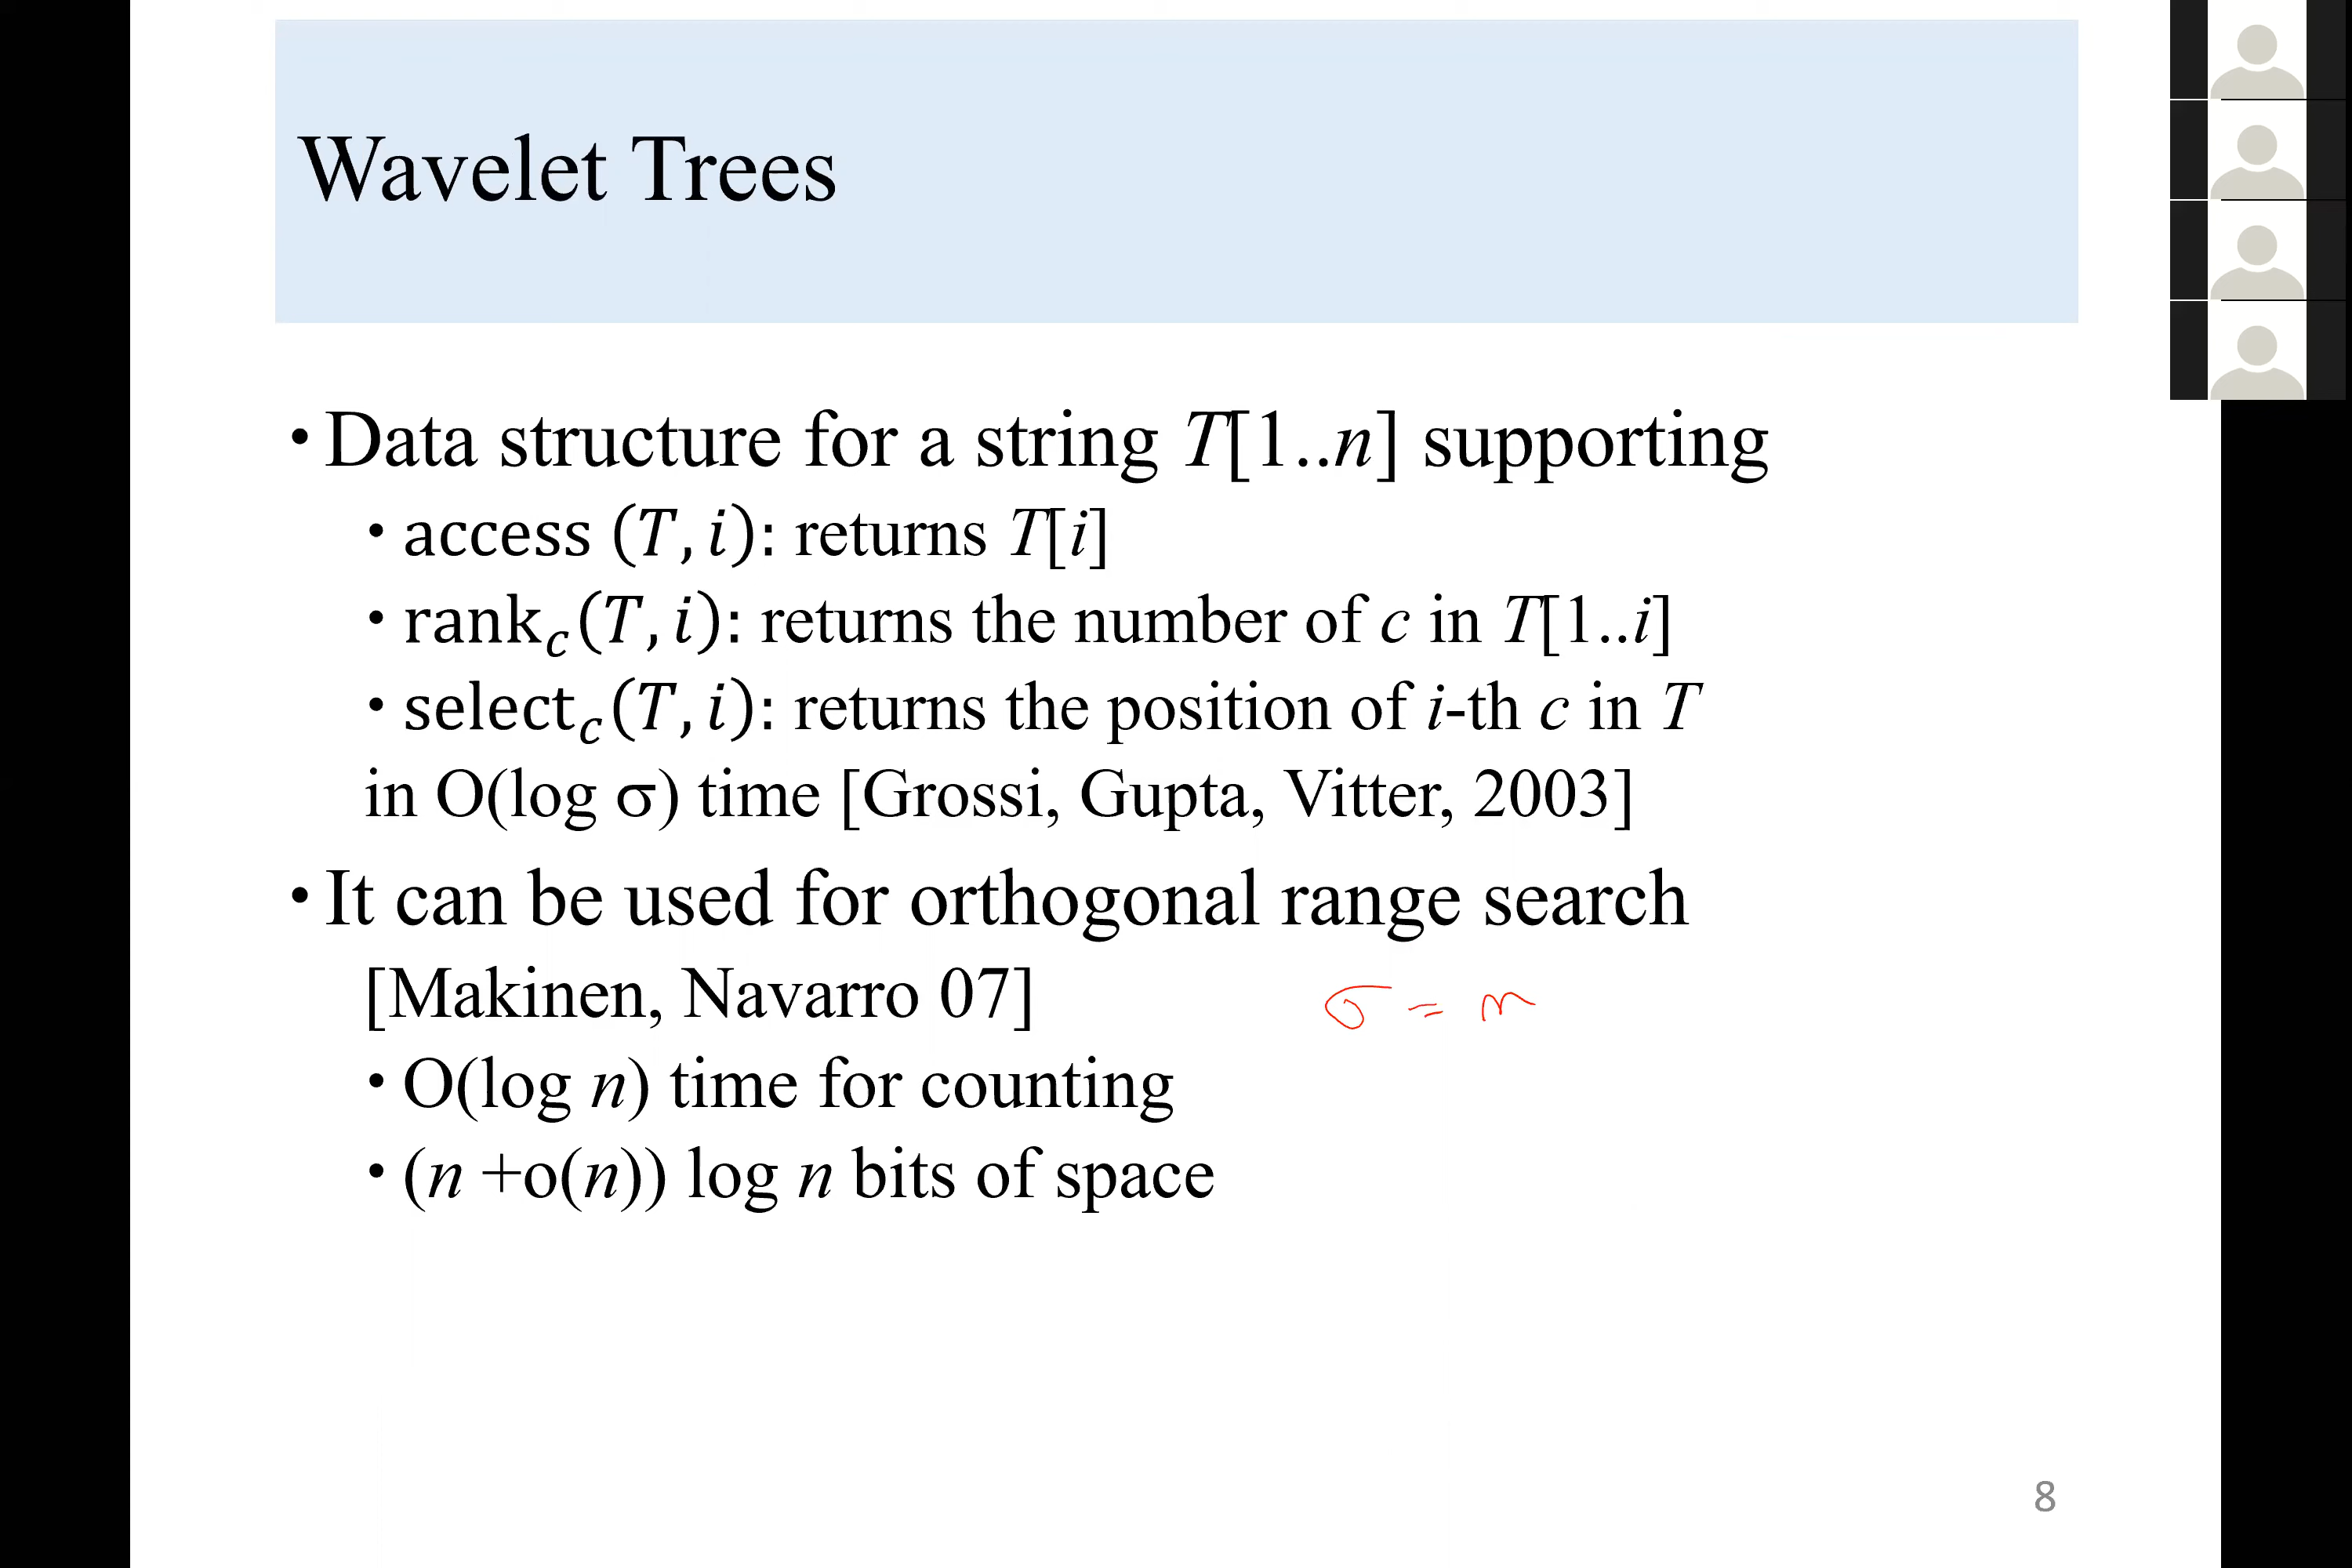 Wavelet Trees
• Data structure for a string T[1..n] supporting
• access (T, i): returns T[i]
• rank_c(T, i): returns the number of c in T[1..i]
• select_c(T, i): returns the position of i-th c in T
in O(log σ) time [Grossi, Gupta, Vitter, 2003]
• It can be used for orthogonal range search
[Makinen, Navarro 07]
σ = n
• O(log n) time for counting
• (n +o(n)) log n bits of space
8